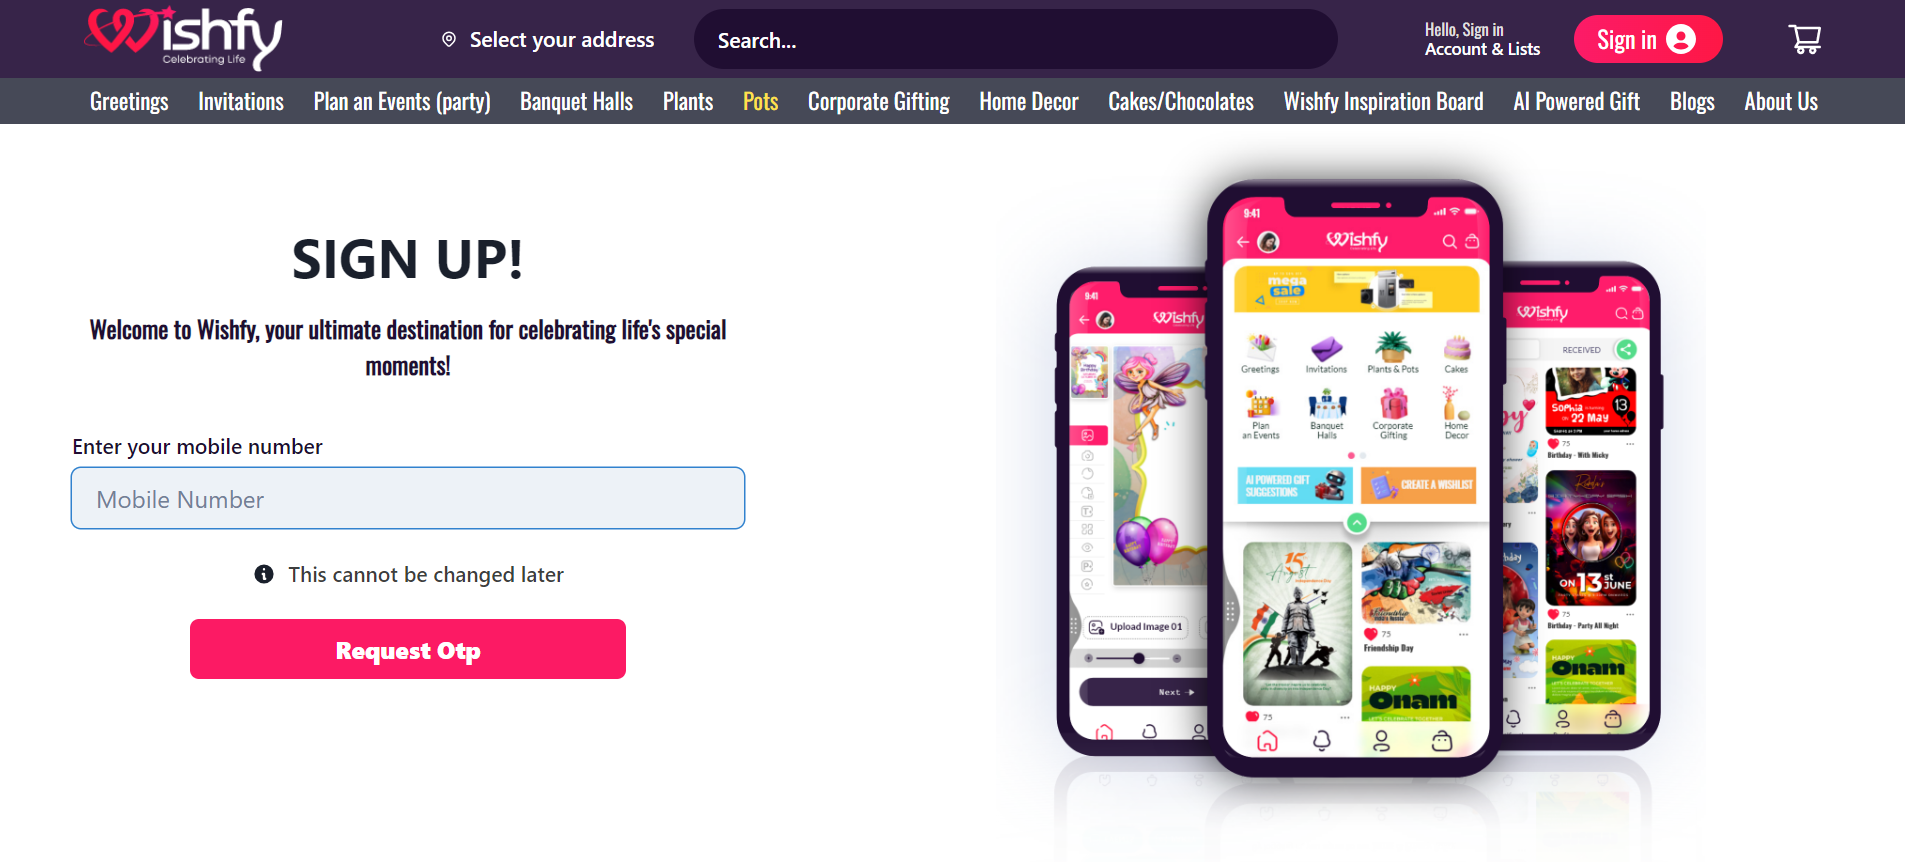 Wishfy
Celebrating Life
Select your address
Search...
Hello, Sign in
Account & Lists
Sign in
Greetings Invitations Plan an Events (party) Banquet Halls Plants Pots Corporate Gifting Home Decor Cakes/Chocolates Wishfy Inspiration Board AI Powered Gift Blogs About Us
SIGN UP!
Welcome to Wishfy, your ultimate destination for celebrating life's special
moments!
Enter your mobile number
Mobile Number
This cannot be changed later
Request Otp
9:41
Wishfy
Upload Image 01
Next
9:41
Wishfy
mega
sale
Greetings Invitations Plants & Pots Cakes
Plan
an Events
Banquet
Halls
Corporate
Gifting
Home
Decor
AI POWERED GIFT
SUGGESTIONS
CREATE A WISHLIST
15
August
75
75
Friendship Day
HAPPY
Onam
LET'S CELEBRATE TOGETHER
Wishfy
RECEIVED
Sophia
13
22 May
75
Birthday - With Micky
ON 13st
JUNE
75
Birthday - Party All Night
HAPPY
Onam